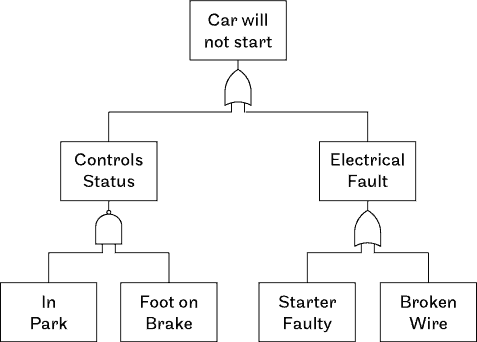 Car will
not start
Controls
Status
Electrical
Fault
In
Park
Foot on
Brake
Starter
Faulty
Broken
Wire